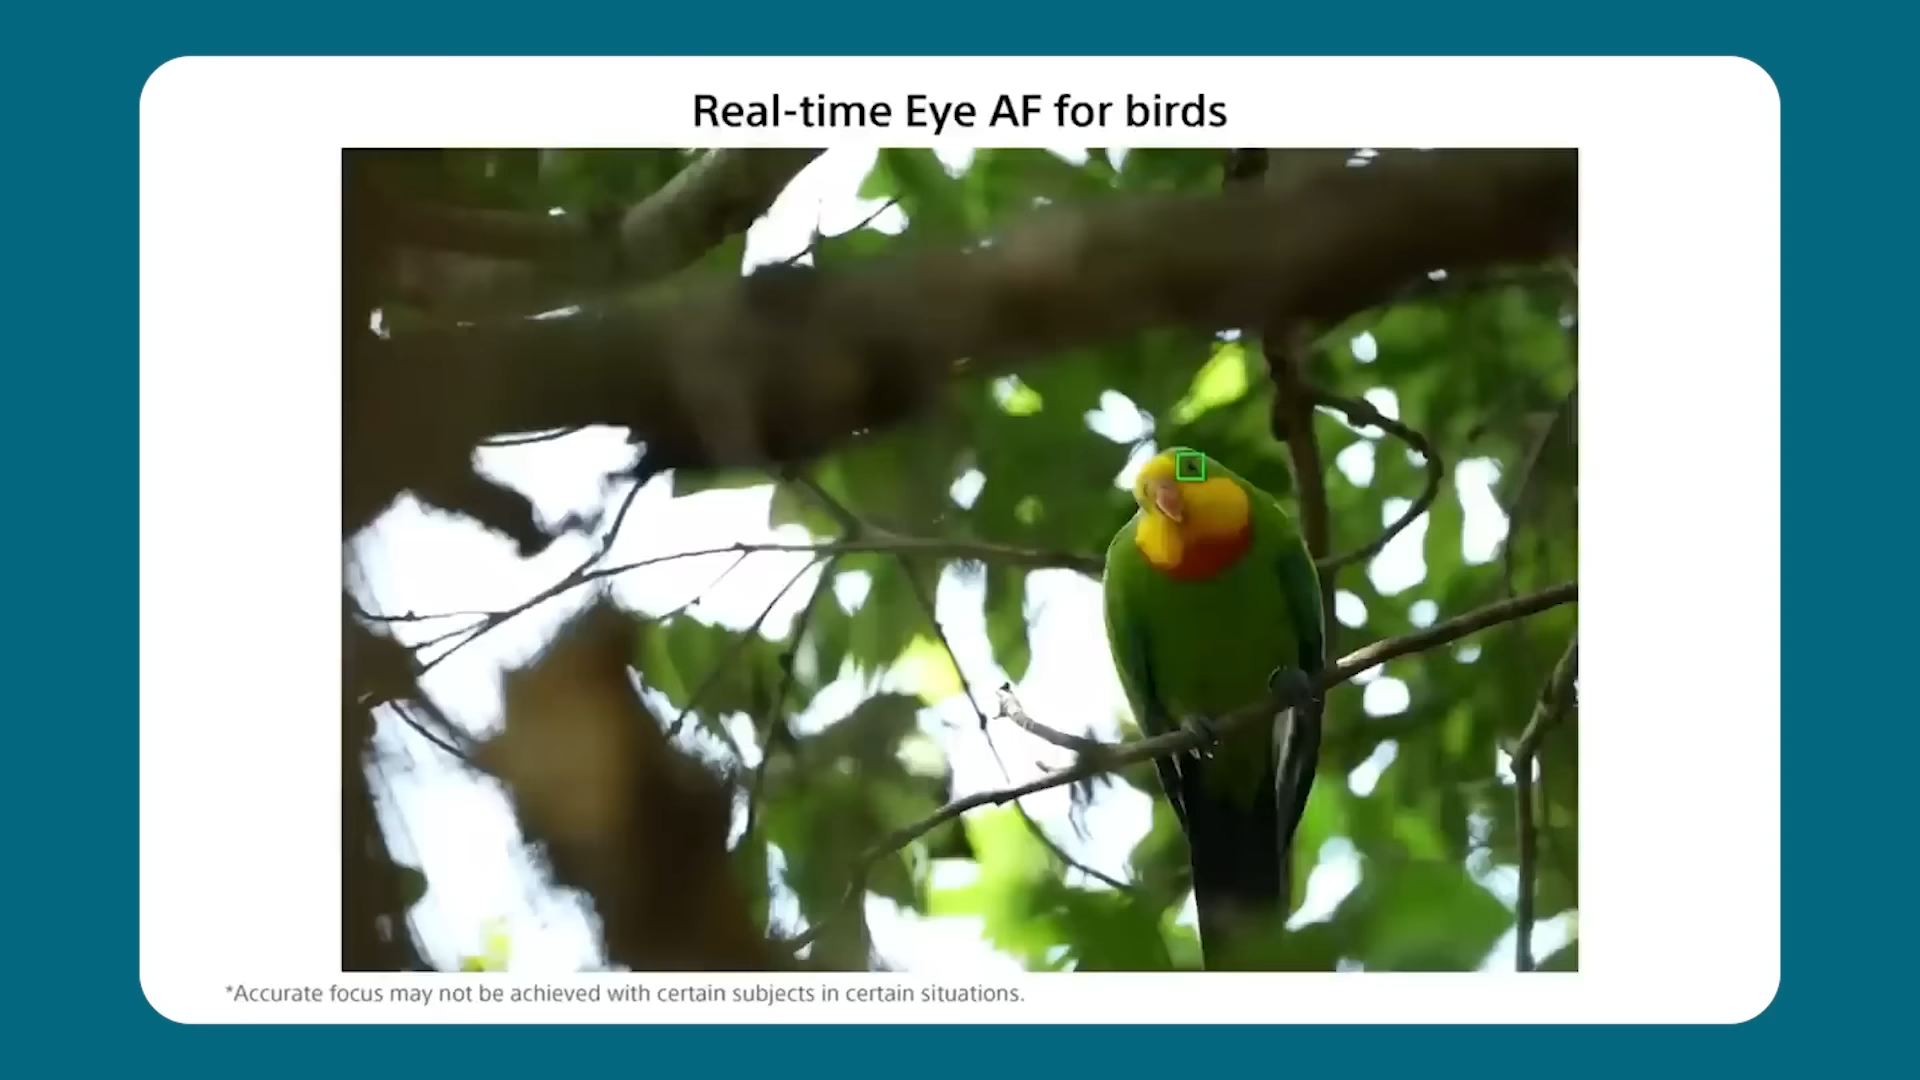 Real-time Eye AF for birds
*Accurate focus may not be achieved with certain subjects in certain situations.